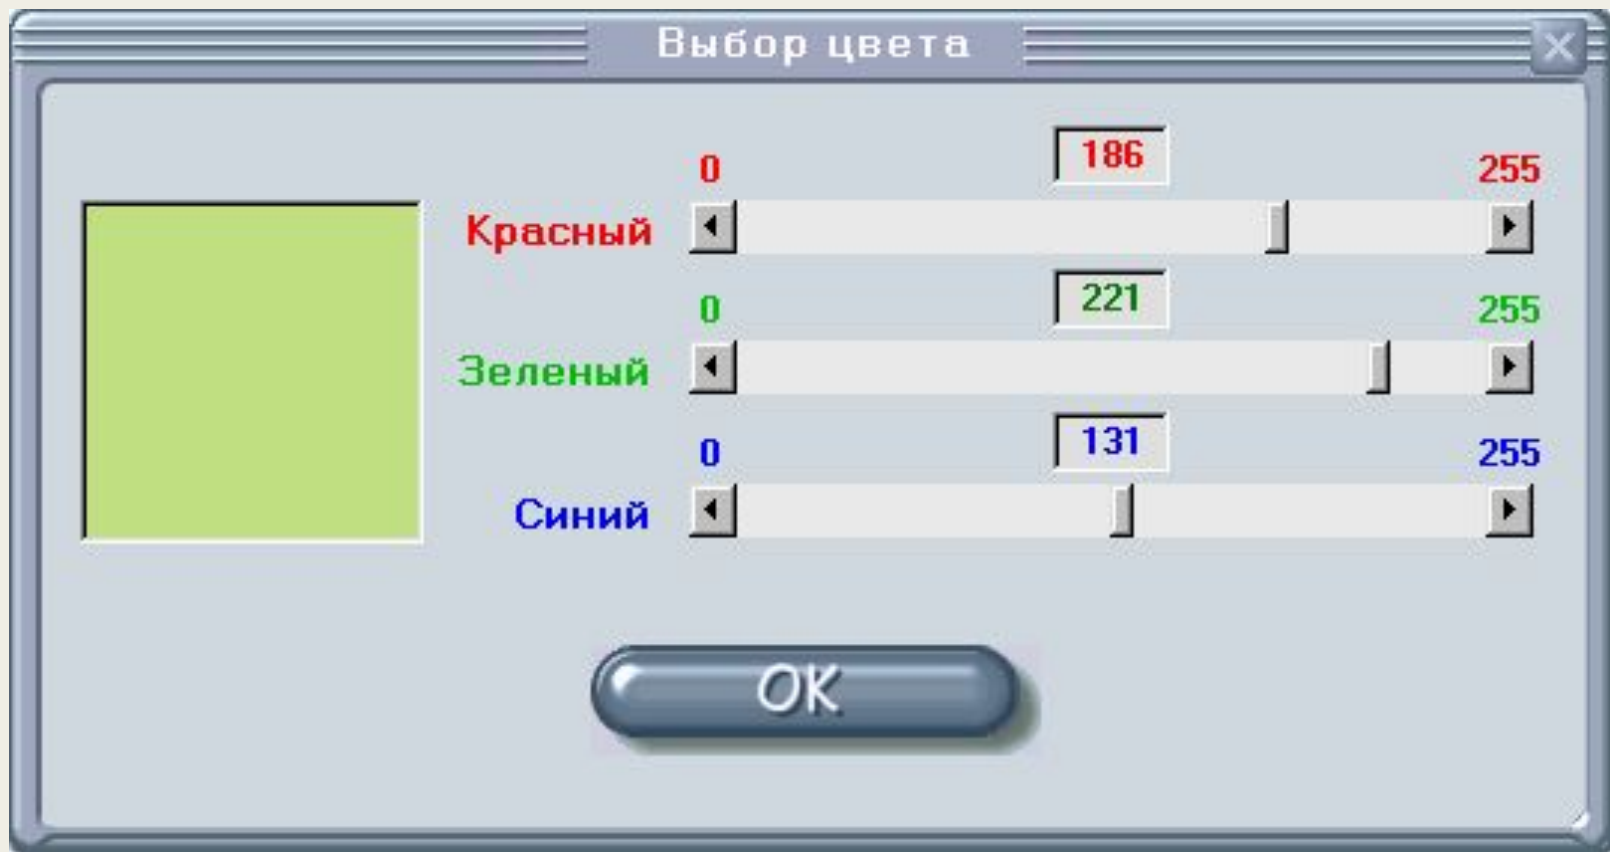 Выбор цвета
0 186 255
Красный
0 221 255
Зеленый
0 131 255
Синий
OK